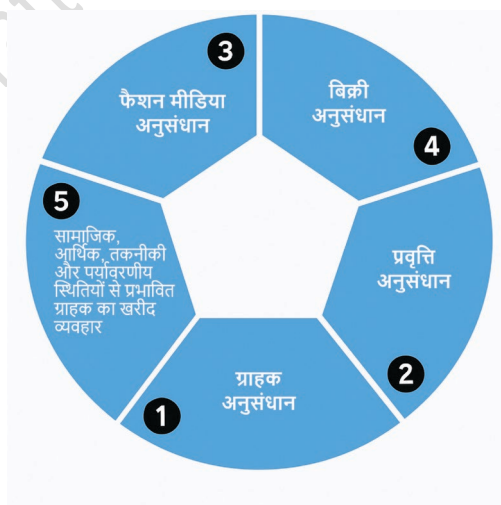 3
फैशन मीडिया
अनुसंधान
बिक्री
अनुसंधान
4
5
सामाजिक,
आर्थिक, तकनीकी
और पर्यावरणीय
स्थितियों से प्रभावित
ग्राहक का खरीद
व्यवहार
प्रवृत्ति
अनुसंधान
2
ग्राहक
अनुसंधान
1